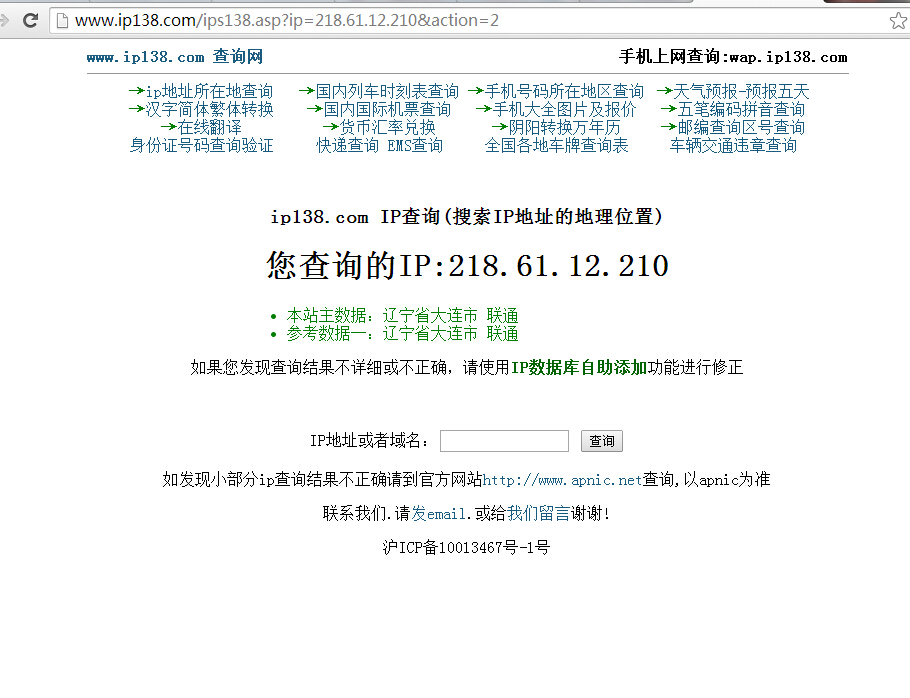 www.ip138.com/ips138.asp?ip=218.61.12.210&action=2
www.ip138.com 查询网 手机上网查询:wap.ip138.com
→ip地址所在地查询 →国内列车时刻表查询 →手机号码所在地区查询 →天气预报-预报五天
→汉字简体繁体转换 →国内国际机票查询 →手机大全图片及报价 →五笔编码拼音查询
→在线翻译 →货币汇率兑换 →阴阳转换万年历 →邮编查询区号查询
身份证号码查询验证 快递查询 EMS查询 全国各地车牌查询表 车辆交通违章查询
ip138.com IP查询(搜索IP地址的地理位置)
您查询的IP:218.61.12.210
• 本站主数据：辽宁省大连市 联通
• 参考数据一：辽宁省大连市 联通
如果您发现查询结果不详细或不正确，请使用IP数据库自助添加功能进行修正
IP地址或者域名： 查询
如发现小部分ip查询结果不正确请到官方网站http://www.apnic.net查询,以apnic为准
联系我们.请发email.或给我们留言谢谢!
沪ICP备10013467号-1号